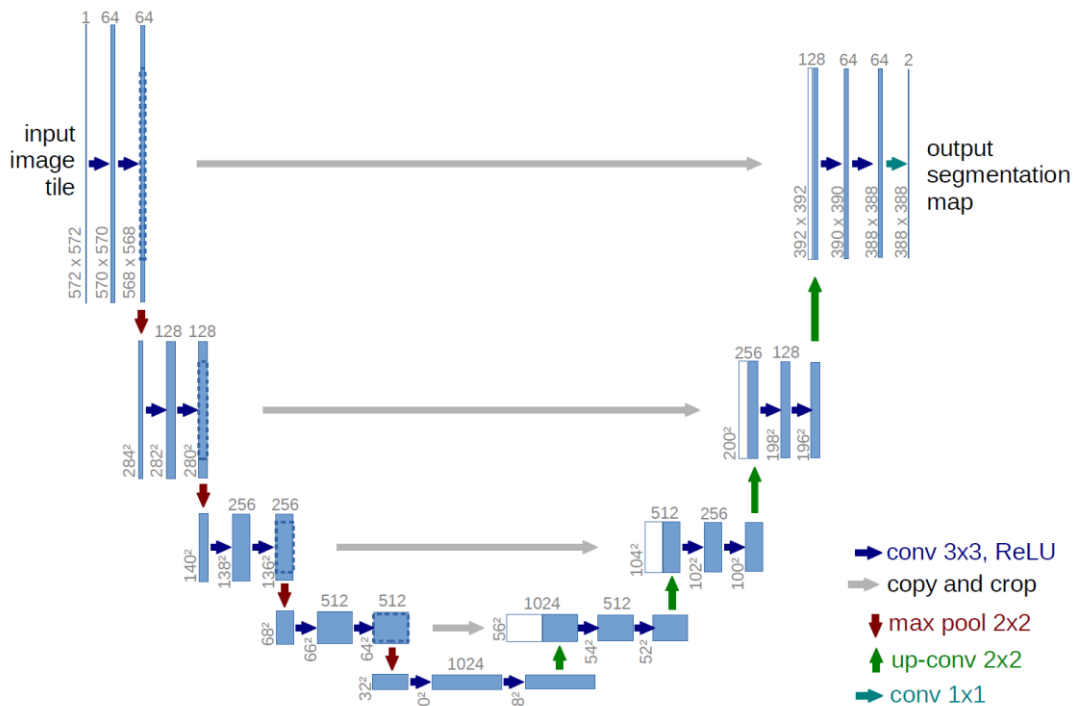 1 64 64
input
image
tile
572 x 572
570 x 570
568 x 568
128 64 64 2
output
segmentation
map
392 x 392
390 x 390
388 x 388
388 x 388
128 128
284²
282²
280²
256 128
200²
198²
196²
256 256
140²
138²
136²
512 256
104²
102²
100²
512 512
68²
66²
64²
1024 512
56²
54²
52²
1024
32²
0²
8²
conv 3x3, ReLU
copy and crop
max pool 2x2
up-conv 2x2
conv 1x1